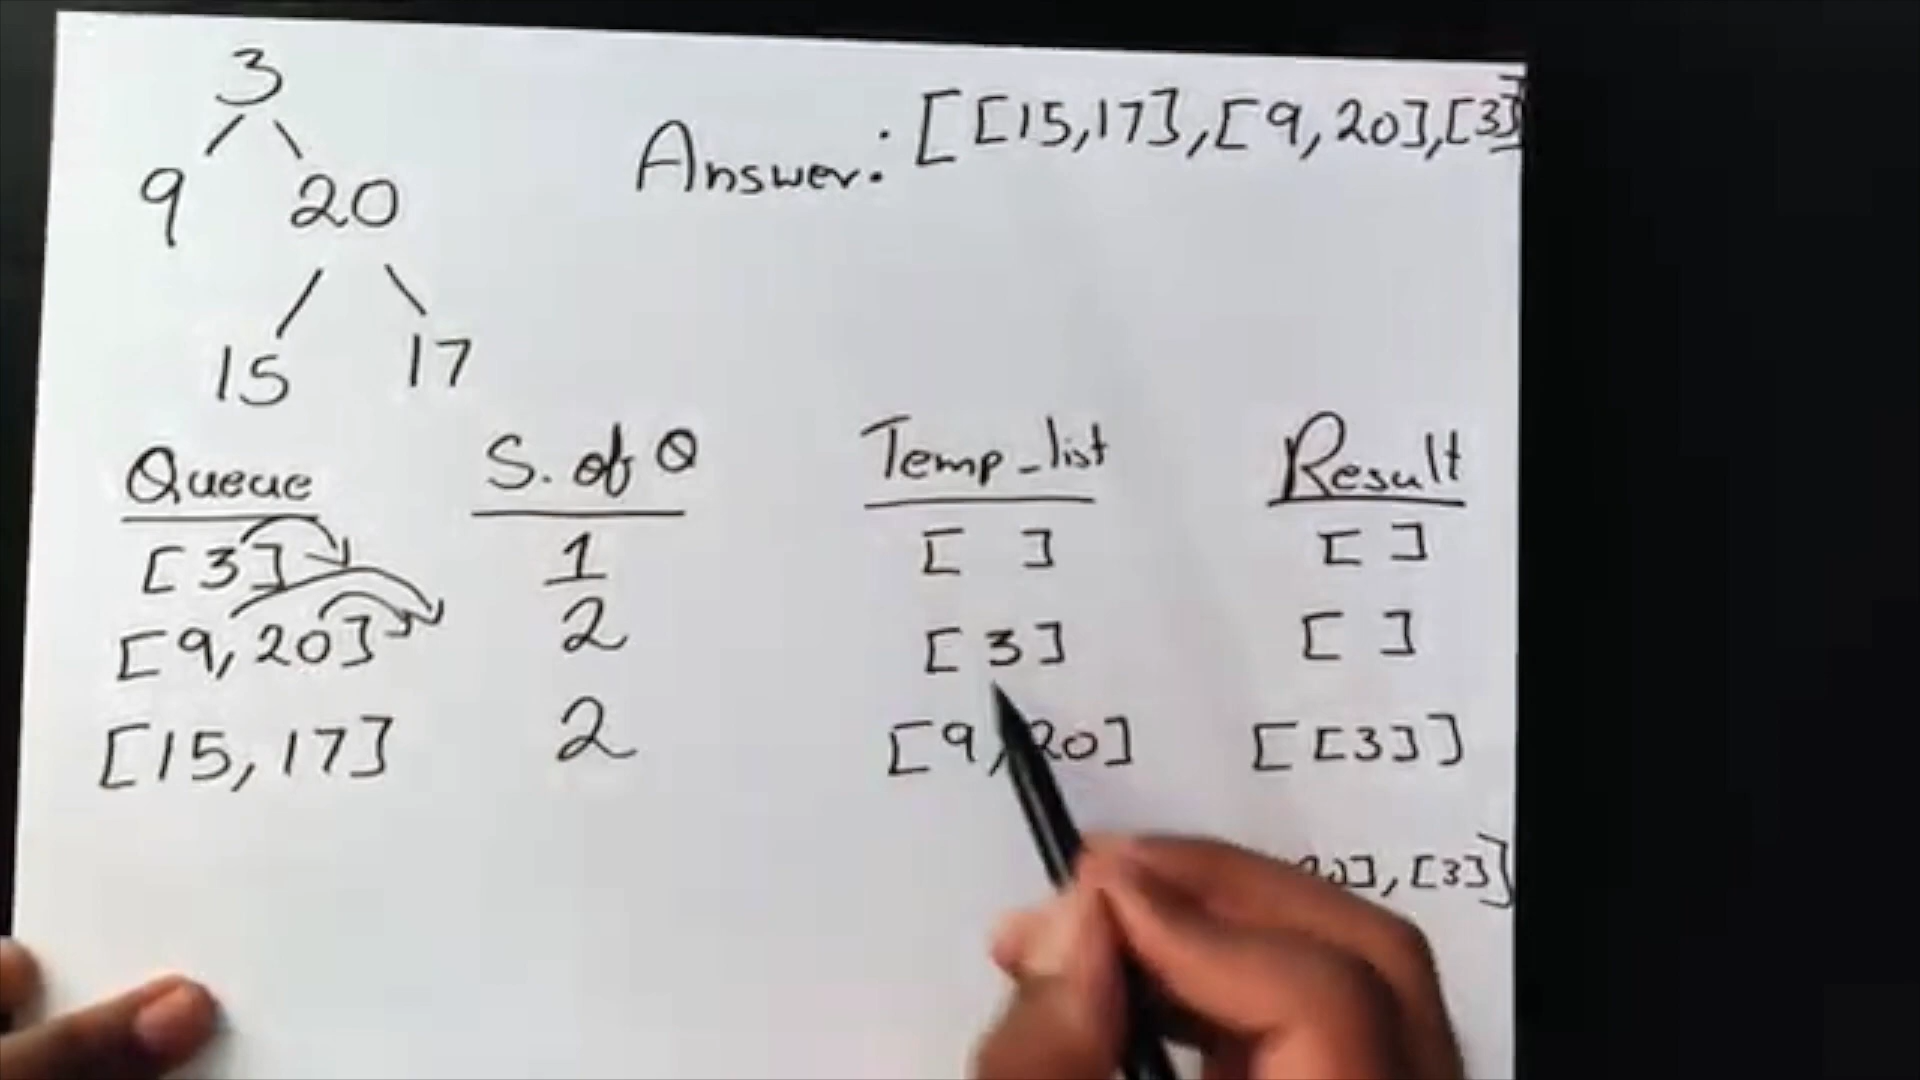 3
Answer: [[15,17],[9,20],[3]]
9 20
15 17
Queue S. of Q Temp_list Result
[3] 1 [ ] [ ]
[9,20] 2 [3] [ ]
[15,17] 2 [9,20] [[3]]
],[3]]